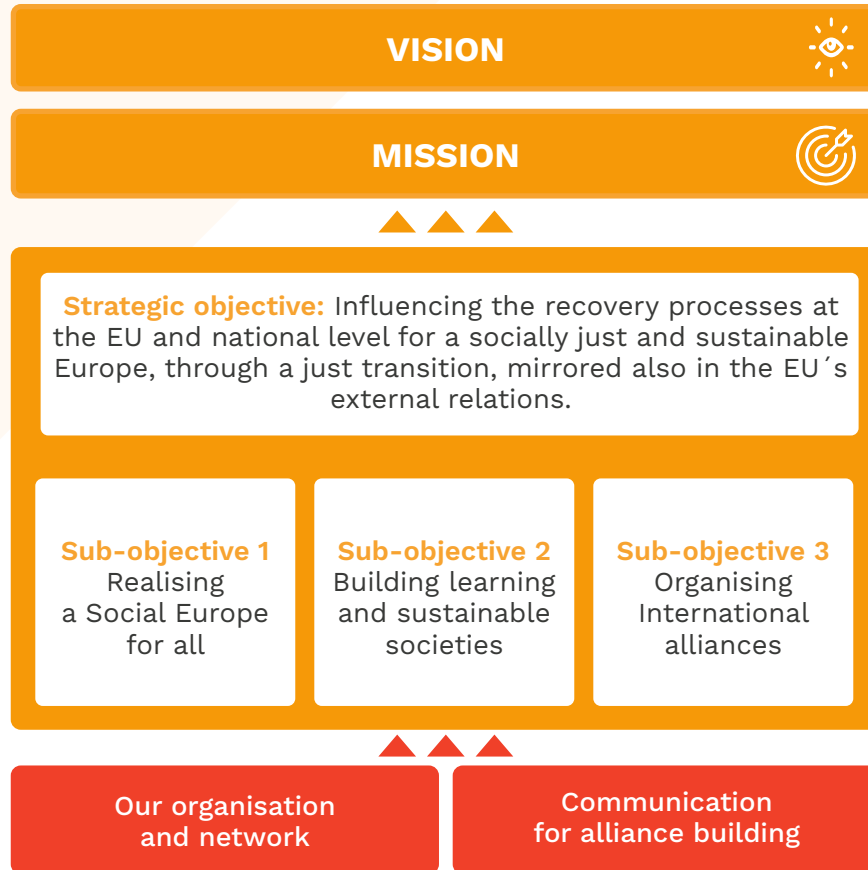 VISION
MISSION
Strategic objective: Influencing the recovery processes at
the EU and national level for a socially just and sustainable
Europe, through a just transition, mirrored also in the EU´s
external relations.
Sub-objective 1
Realising
a Social Europe
for all
Sub-objective 2
Building learning
and sustainable
societies
Sub-objective 3
Organising
International
alliances
Our organisation
and network
Communication
for alliance building